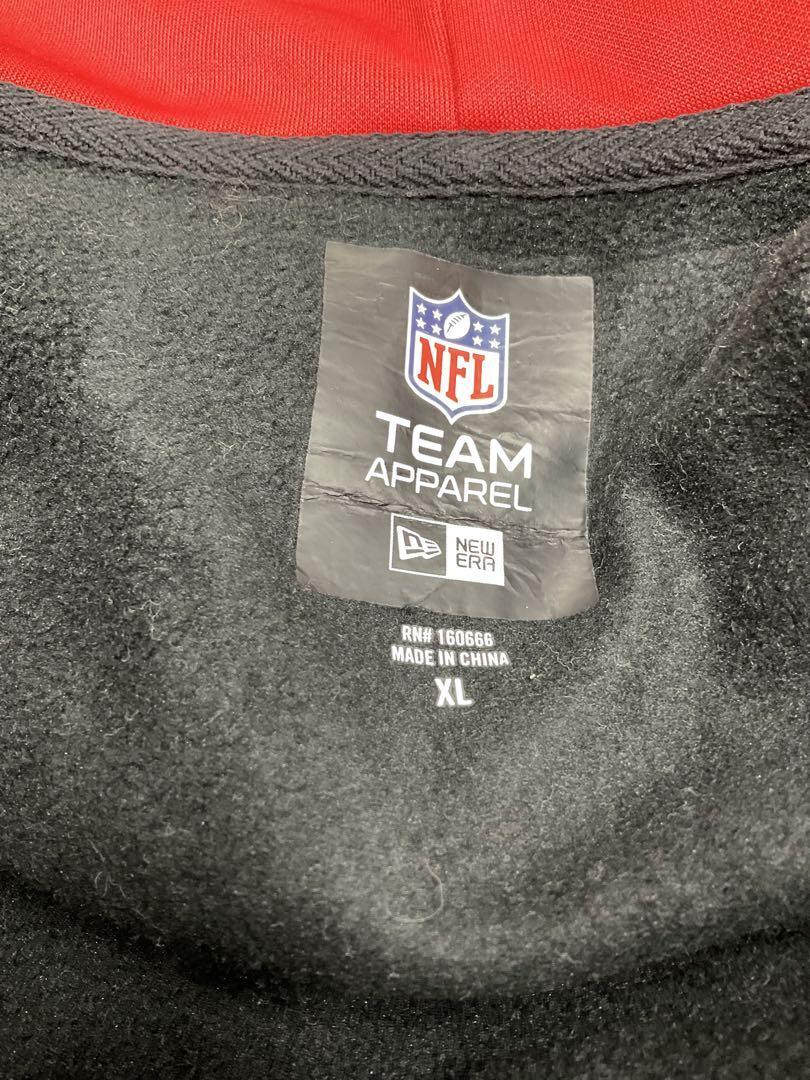 NFL
TEAM
APPAREL
NEW
ERA
RN# 160666
MADE IN CHINA
XL